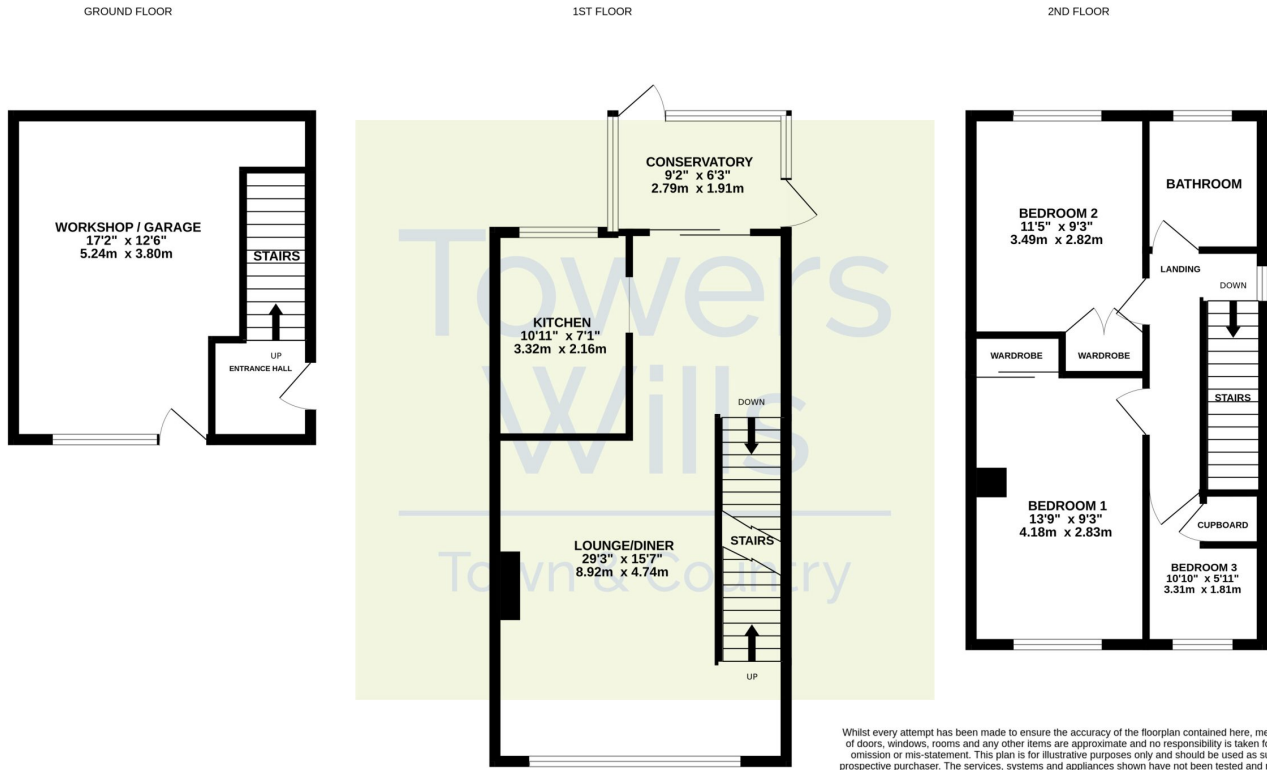 GROUND FLOOR
1ST FLOOR
2ND FLOOR
WORKSHOP / GARAGE
17'2" x 12'6"
5.24m x 3.80m
STAIRS
UP
ENTRANCE HALL
CONSERVATORY
9'2" x 6'3"
2.79m x 1.91m
KITCHEN
10'11" x 7'1"
3.32m x 2.16m
DOWN
LOUNGE/DINER
29'3" x 15'7"
8.92m x 4.74m
STAIRS
UP
Towers
Wills
Town & Country
BATHROOM
BEDROOM 2
11'5" x 9'3"
3.49m x 2.82m
LANDING
DOWN
WARDROBE
WARDROBE
STAIRS
BEDROOM 1
13'9" x 9'3"
4.18m x 2.83m
CUPBOARD
BEDROOM 3
10'10" x 5'11"
3.31m x 1.81m
Whilst every attempt has been made to ensure the accuracy of the floorplan contained here, me
of doors, windows, rooms and any other items are approximate and no responsibility is taken fo
omission or mis-statement. This plan is for illustrative purposes only and should be used as su
prospective purchaser. The services, systems and appliances shown have not been tested and